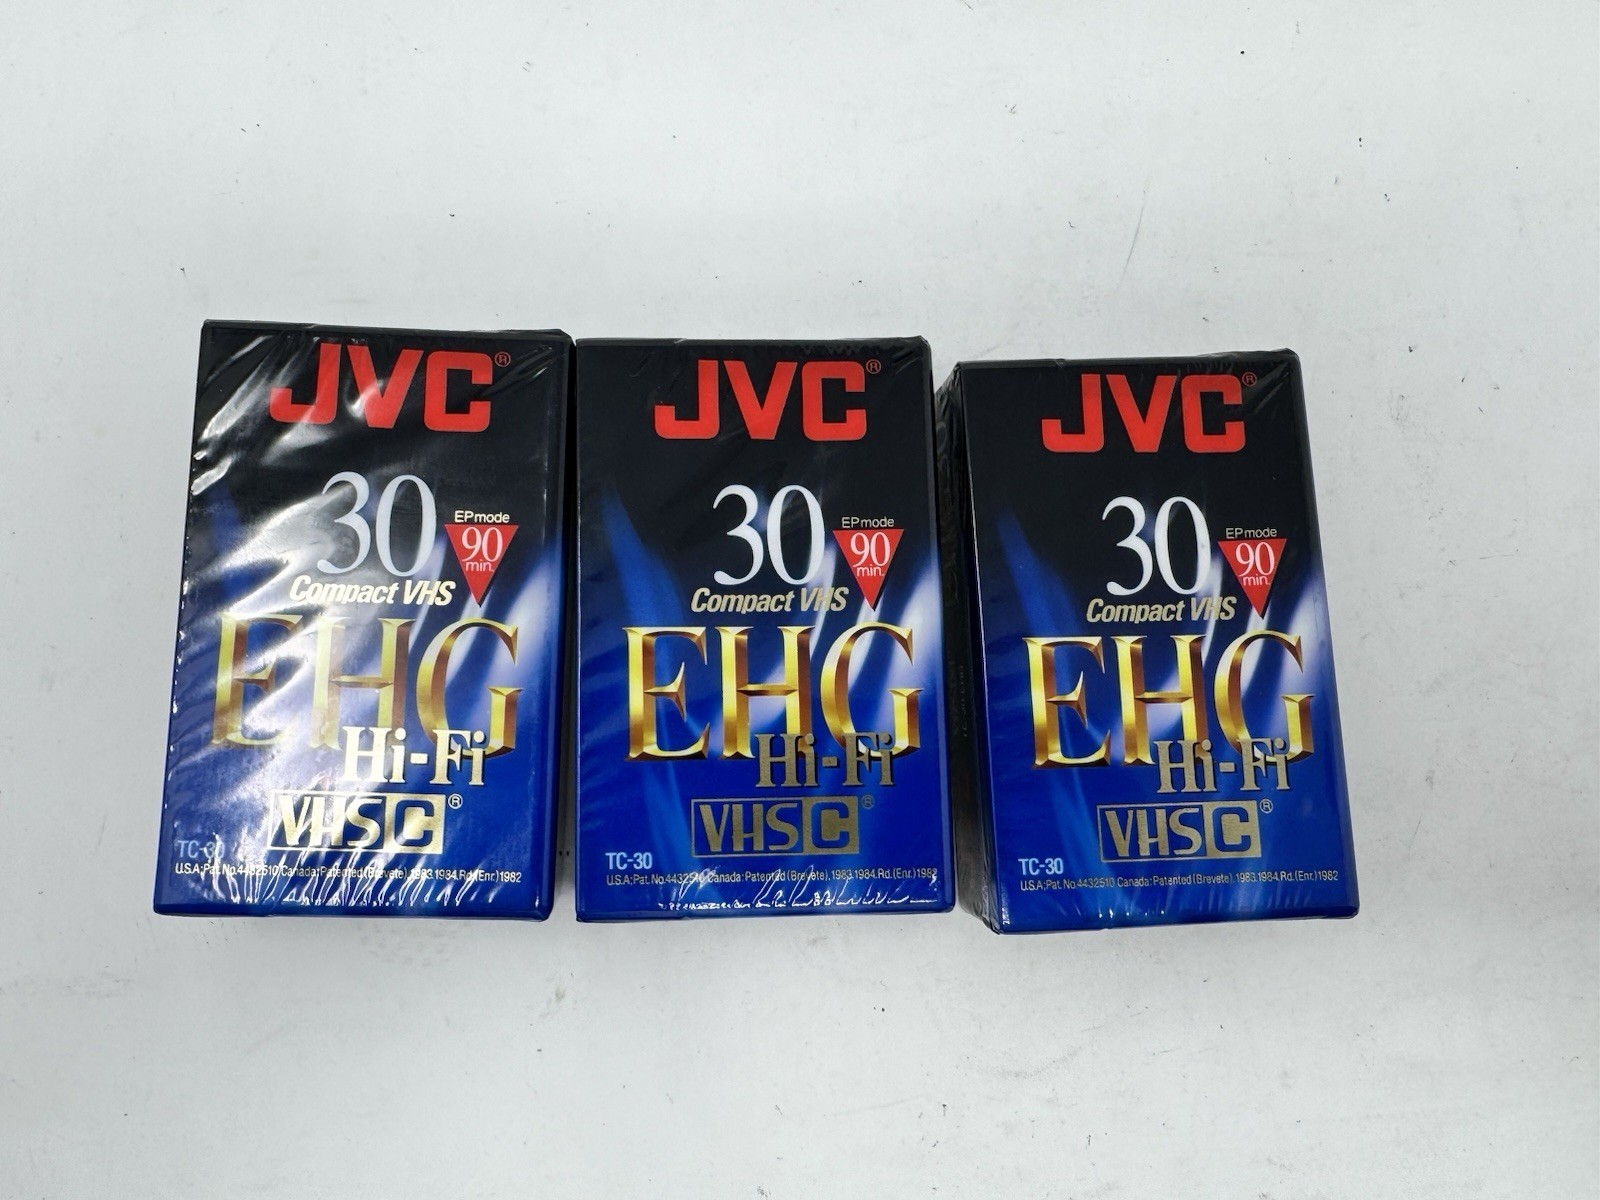 JVC®
30
EP mode
90
min.
Compact VHS
EHG
Hi-Fi
VHS C®
TC-30
U.S.A;Pat. No.4432510 Canada:Patented (Brevete), 1983.1984.Rd.(Enr.)1982
JVC®
30
EP mode
90
min.
Compact VHS
EHG
Hi-Fi
VHS C®
TC-30
U.S.A;Pat. No.4432510 Canada:Patented (Brevete), 1983.1984.Rd.(Enr.)1982
JVC®
30
EP mode
90
min.
Compact VHS
EHG
Hi-Fi
VHS C®
TC-30
U.S.A;Pat. No.4432510 Canada:Patented (Brevete), 1983.1984.Rd.(Enr.)1982